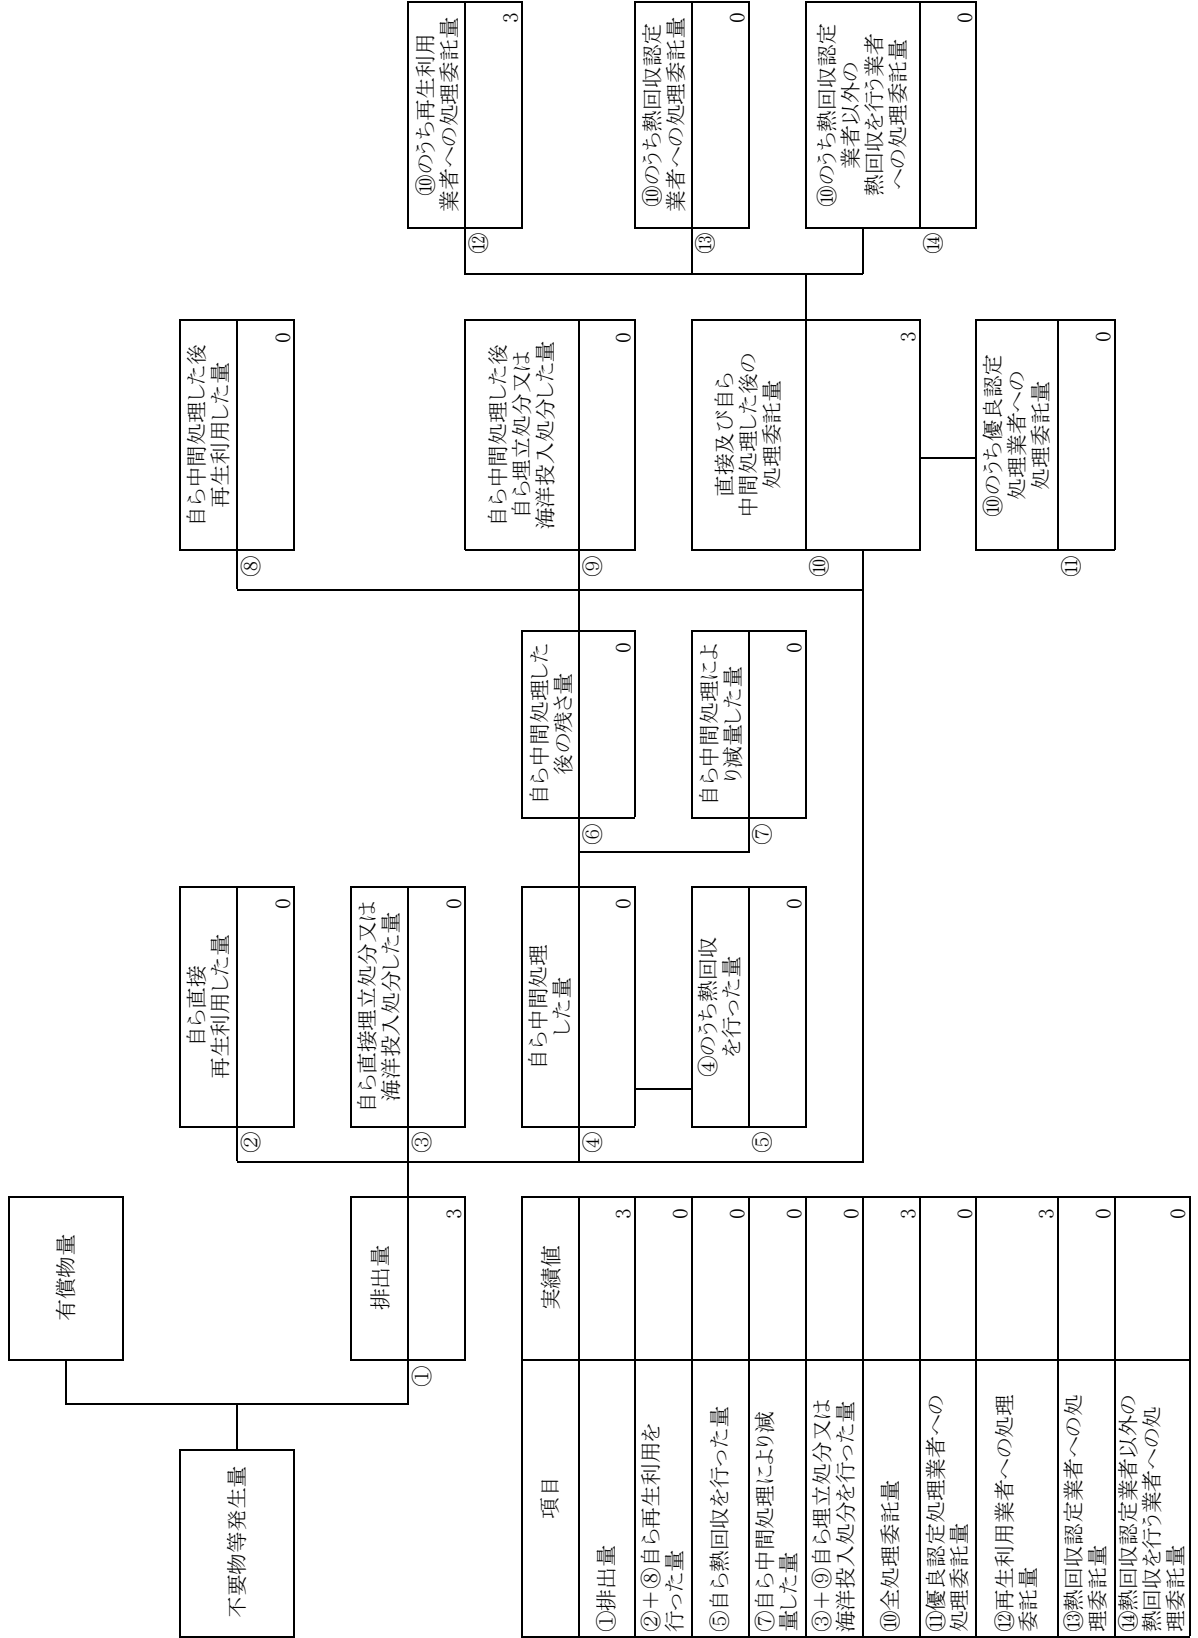 有償物量
不要物等発生量
①
排出量
3
②
自ら直接
再生利用した量
0
③
自ら直接埋立処分又は
海洋投入処分した量
0
④
自ら中間処理
した量
0
⑤
④のうち熱回収
を行った量
0
⑥
自ら中間処理した
後の残さ量
0
⑦
自ら中間処理によ
り減量した量
0
⑧
自ら中間処理した後
再生利用した量
0
⑨
自ら中間処理した後
自ら埋立処分又は
海洋投入処分した量
0
⑩
直接及び自ら
中間処理した後の
処理委託量
3
⑪
⑩のうち優良認定
処理業者への
処理委託量
0
⑫
⑩のうち再生利用
業者への処理委託量
3
⑬
⑩のうち熱回収認定
業者への処理委託量
0
⑭
⑩のうち熱回収認定
業者以外の
熱回収を行う業者
への処理委託量
0
項目 実績値
①排出量 3
②+⑧自ら再生利用を
行った量 0
⑤自ら熱回収を行った量 0
⑦自ら中間処理により減
量した量 0
③+⑨自ら埋立処分又は
海洋投入処分を行った量 0
⑩全処理委託量 3
⑪優良認定処理業者への
処理委託量 0
⑫再生利用業者への処理
委託量 3
⑬熱回収認定業者への処
理委託量 0
⑭熱回収認定業者以外の
熱回収を行う業者への処
理委託量 0